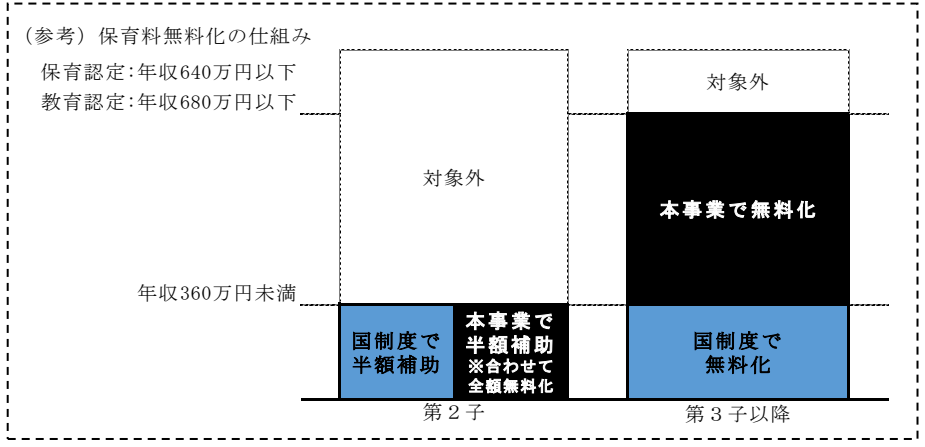 （参考）保育料無料化の仕組み
保育認定：年収640万円以下
教育認定：年収680万円以下
対象外
対象外
本事業で無料化
年収360万円未満
国制度で
半額補助
本事業で
半額補助
※合わせて
全額無料化
国制度で
無料化
第２子
第３子以降